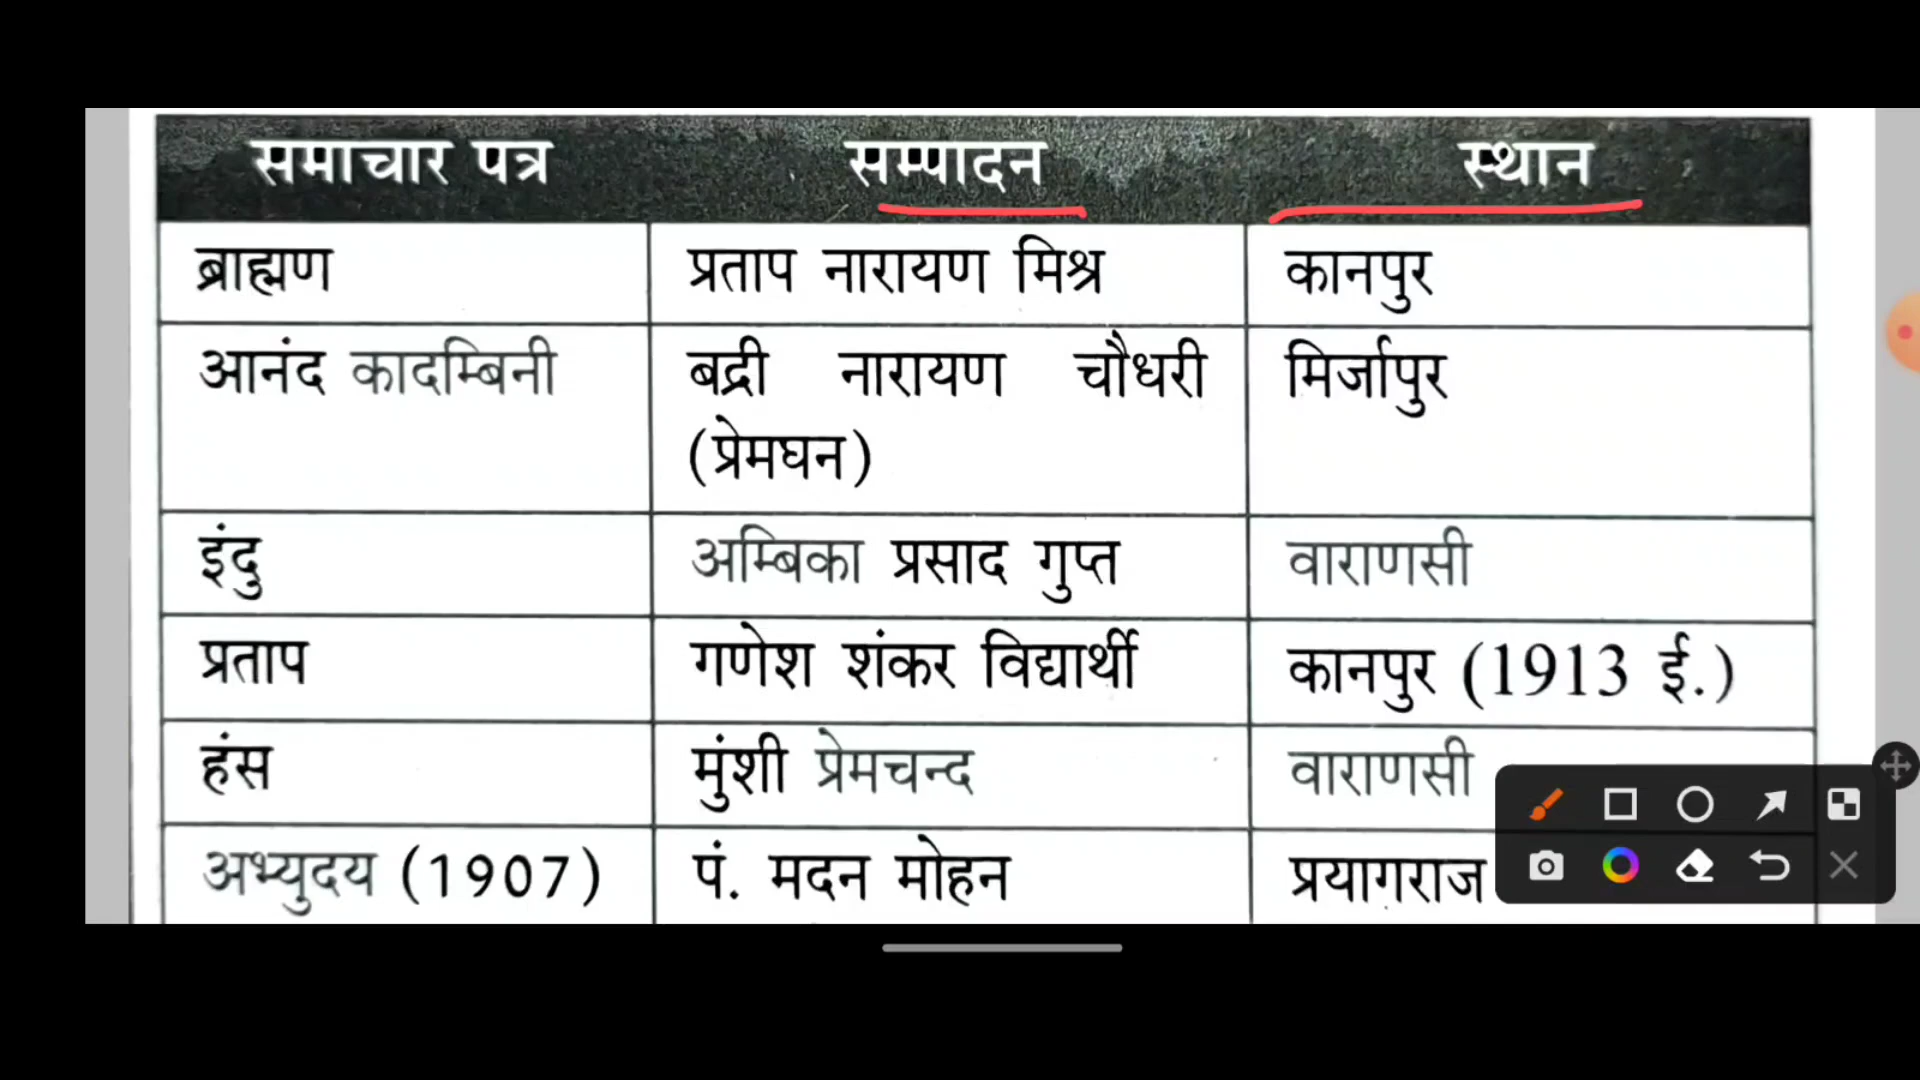 समाचार पत्र सम्पादन स्थान
ब्राह्मण प्रताप नारायण मिश्र कानपुर
आनंद कादम्बिनी बद्री नारायण चौधरी मिर्जापुर
(प्रेमघन)
इंदु अम्बिका प्रसाद गुप्त वाराणसी
प्रताप गणेश शंकर विद्यार्थी कानपुर (1913 ई.)
हंस मुंशी प्रेमचन्द वाराणसी
अभ्युदय (1907) पं. मदन मोहन प्रयागराज